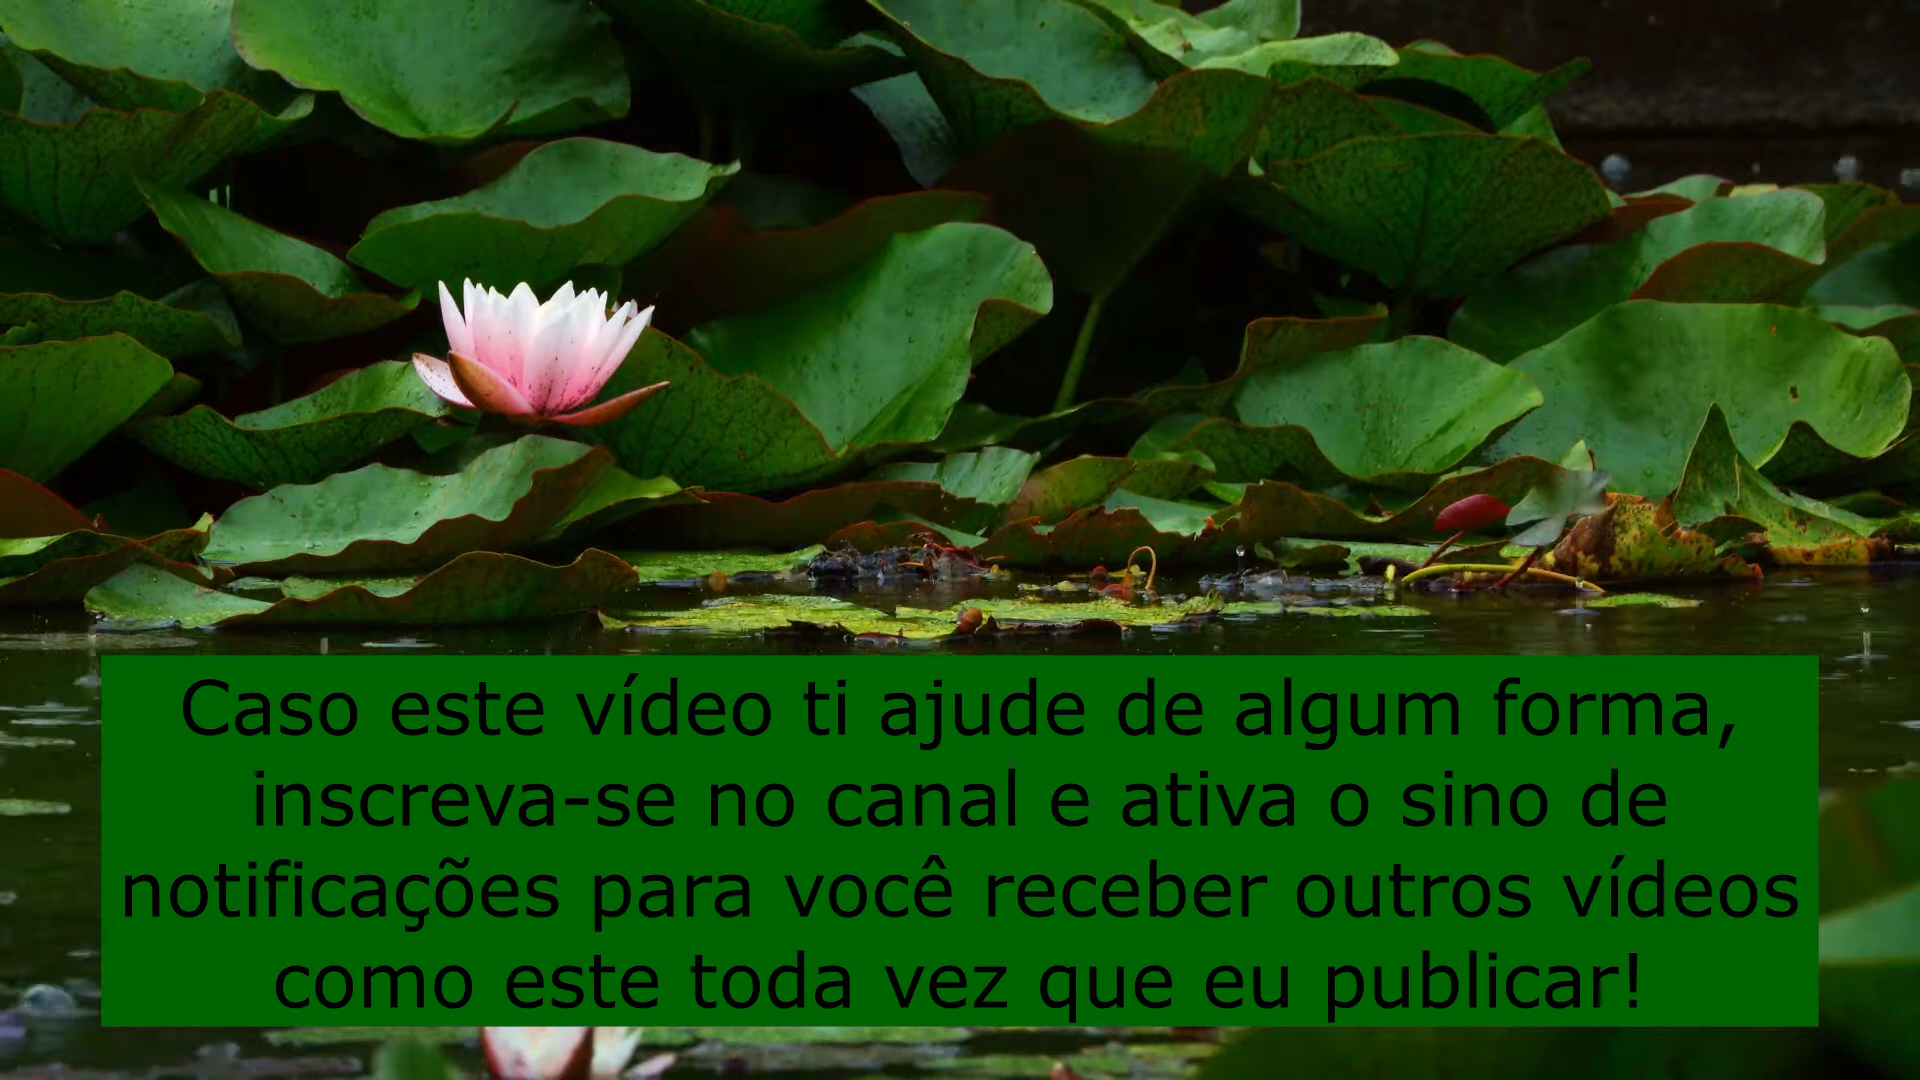 Caso este vídeo ti ajude de algum forma,
inscreva-se no canal e ativa o sino de
notificações para você receber outros vídeos
como este toda vez que eu publicar!